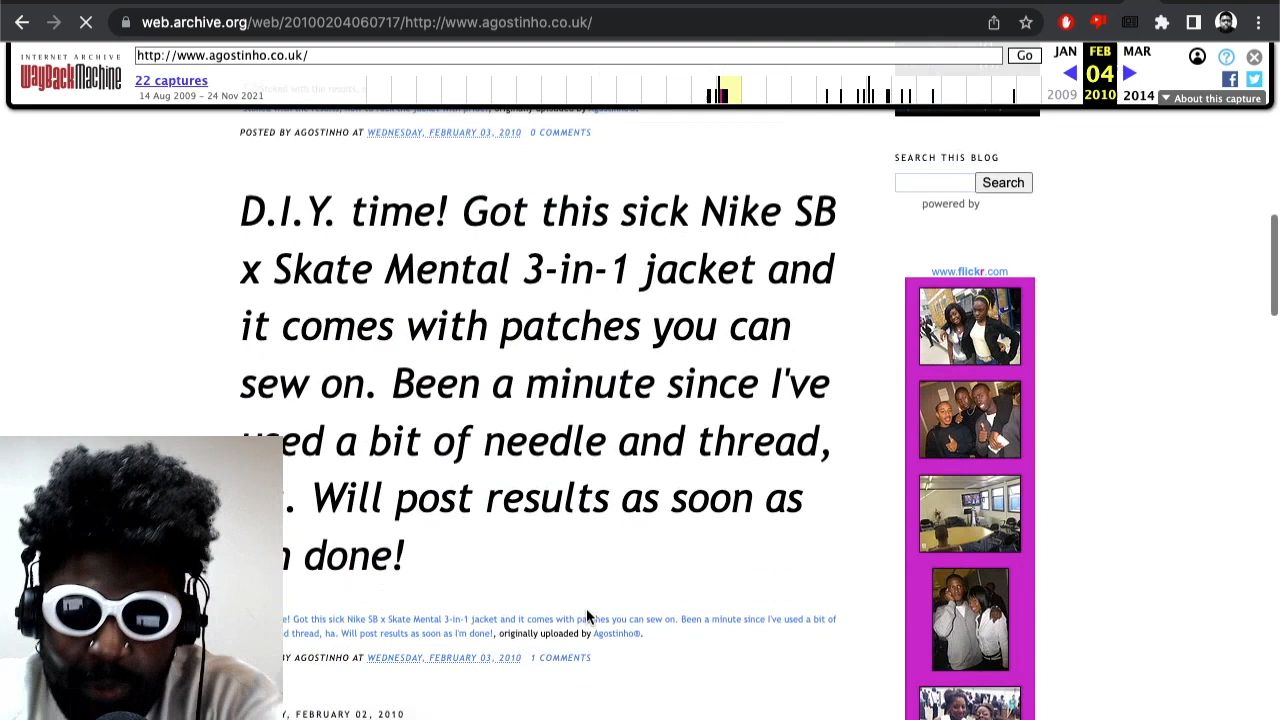 web.archive.org/web/20100204060717/http://www.agostinho.co.uk/
INTERNET ARCHIVE
WayBackMachine
http://www.agostinho.co.uk/
Go
JAN FEB MAR
22 captures
14 Aug 2009 – 24 Nov 2021
04
2009 2010 2014
About this capture
POSTED BY AGOSTINHO AT WEDNESDAY, FEBRUARY 03, 2010 0 COMMENTS
SEARCH THIS BLOG
Search
powered by
www.flickr.com
D.I.Y. time! Got this sick Nike SB
x Skate Mental 3-in-1 jacket and
it comes with patches you can
sew on. Been a minute since I've
used a bit of needle and thread,
. Will post results as soon as
done!
e! Got this sick Nike SB x Skate Mental 3-in-1 jacket and it comes with patches you can sew on. Been a minute since I've used a bit of
d thread, ha. Will post results as soon as I'm done!, originally uploaded by Agostinho®.
BY AGOSTINHO AT WEDNESDAY, FEBRUARY 03, 2010 1 COMMENTS
Y, FEBRUARY 02, 2010